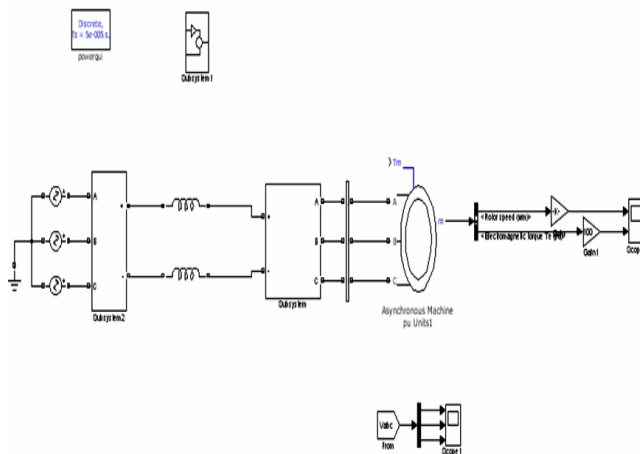 Discrete,
Ts = 5e-005 s.
powergui
Subsystem1
Tm
A
B
C
+
-
Subsystem2
+
-
A
B
C
Subsystem
A
B
C
m
Asynchronous Machine
pu Units1
<Rotor speed (wm)>
<Electromagnetic torque Te
-K-
Gain1
Scope
Vabc
From
Scope1